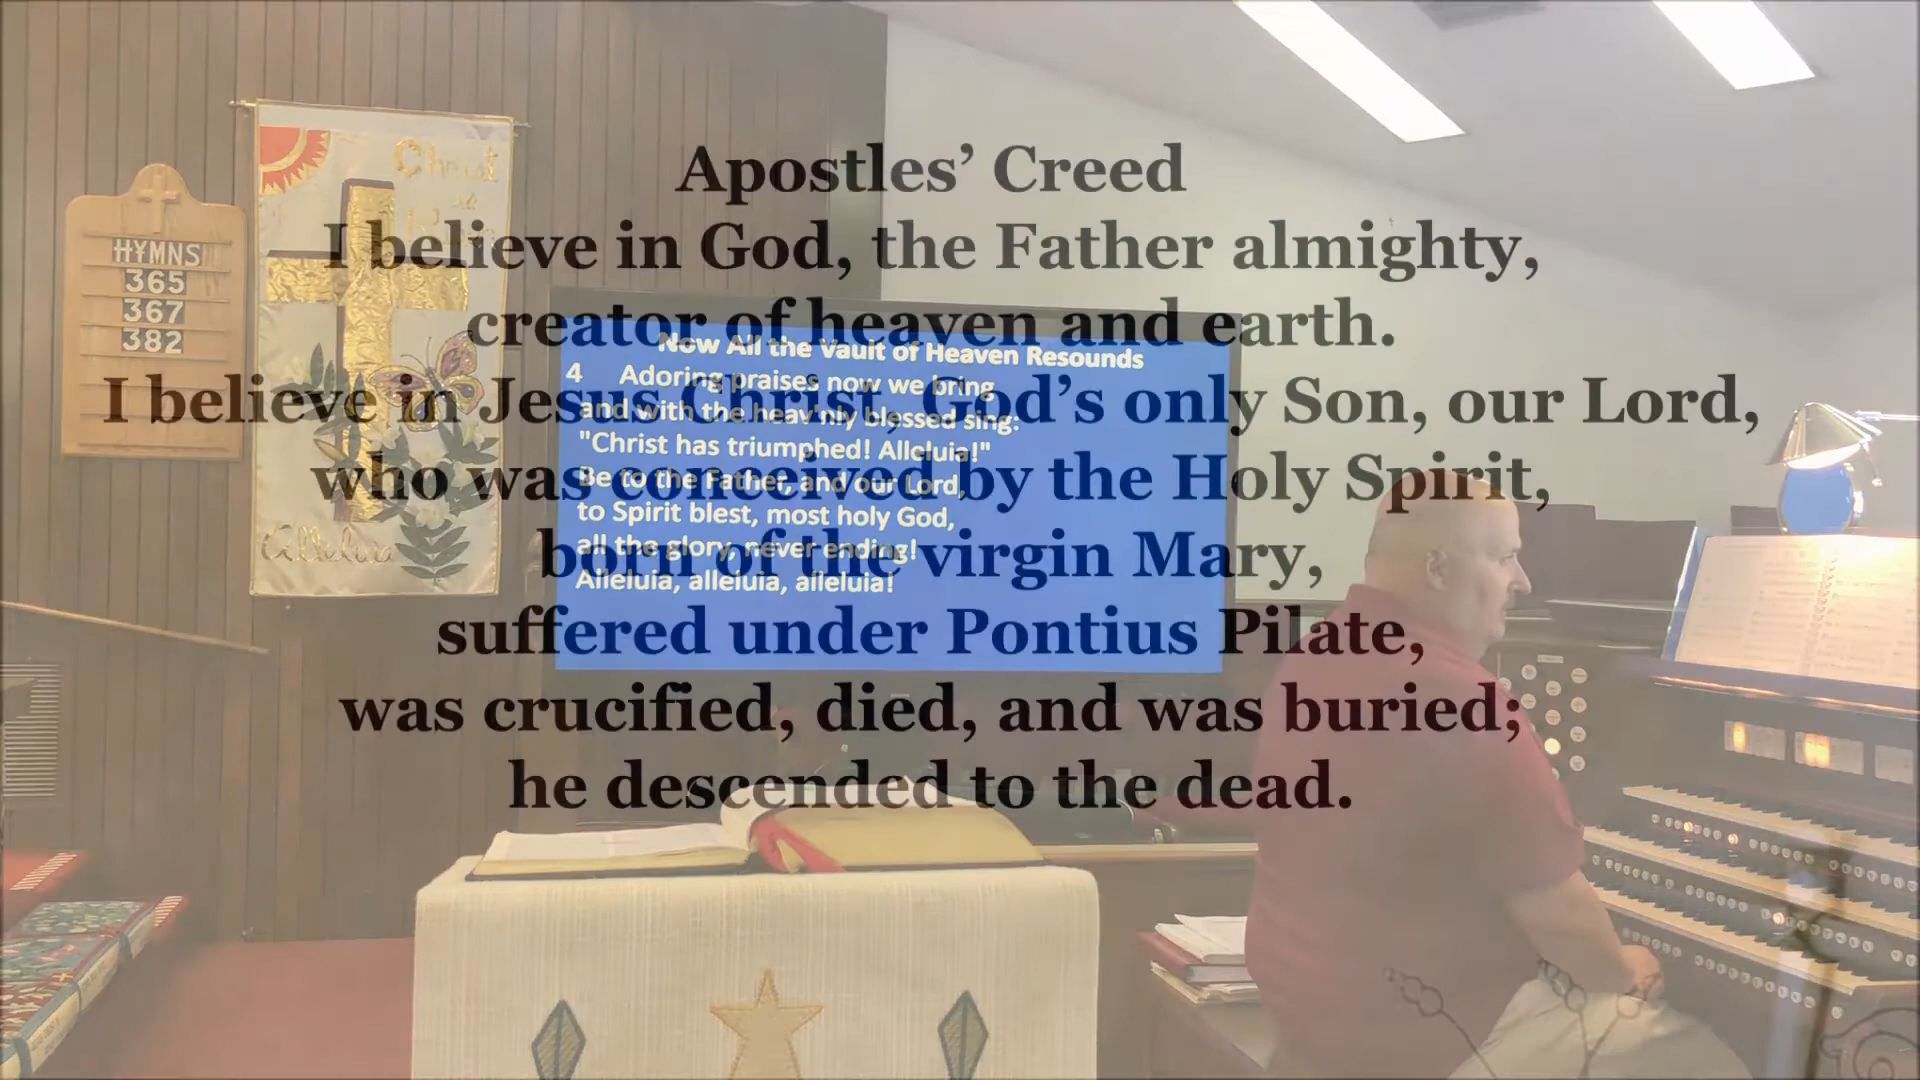 Apostles’ Creed
I believe in God, the Father almighty,
creator of heaven and earth.
I believe in Jesus Christ, God’s only Son, our Lord,
who was conceived by the Holy Spirit,
born of the virgin Mary,
suffered under Pontius Pilate,
was crucified, died, and was buried;
he descended to the dead.
HYMNS
365
367
382
Christ
Alleluia
Now All the Vault of Heaven Resounds
4 Adoring praises now we bring
and with the heav'nly blessed sing:
"Christ has triumphed! Alleluia!"
Be to the Father, and our Lord,
to Spirit blest, most holy God,
all the glory, never ending!
Alleluia, alleluia, alleluia!